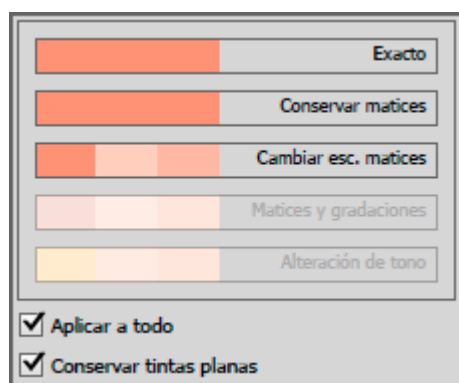 Exacto
Conservar matices
Cambiar esc. matices
Matices y gradaciones
Alteración de tono
Aplicar a todo
Conservar tintas planas